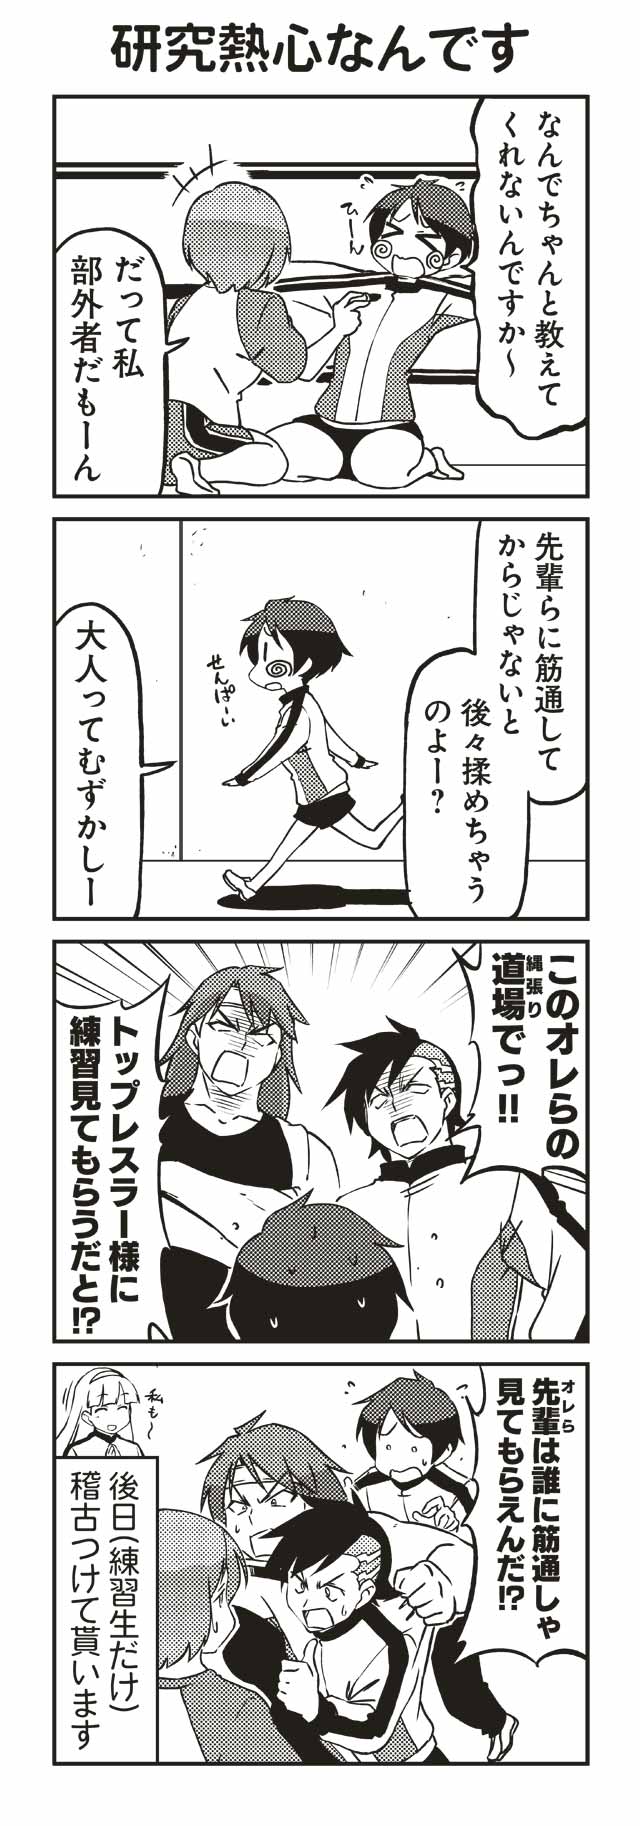 研究熱心なんです
なんでちゃんと教えて
くれないんですか～
ひーん
だって私
部外者だもーん
先輩らに筋通して
からじゃないと
後々揉めちゃう
のよー?
せんぱーい
大人ってむずかしー
このオレらの
道場でっ!!
縄張り
トップレスラー様に
練習見てもらうだと!?
先輩は誰に筋通しゃ
オレら
見てもらえんだ!?
私も～
後日(練習生だけ)
稽古つけて貰います